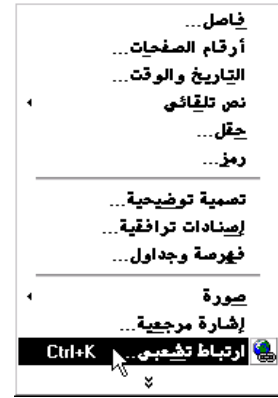 فاصل...
أرقام الصفحات...
التاريخ والوقت...
نص تلقائي
حقل...
رمز...
تسمية توضيحية...
إسنادات ترافقية...
فهرسة وجداول...
صورة
إشارة مرجعية...
ارتباط تشعبي... Ctrl+K